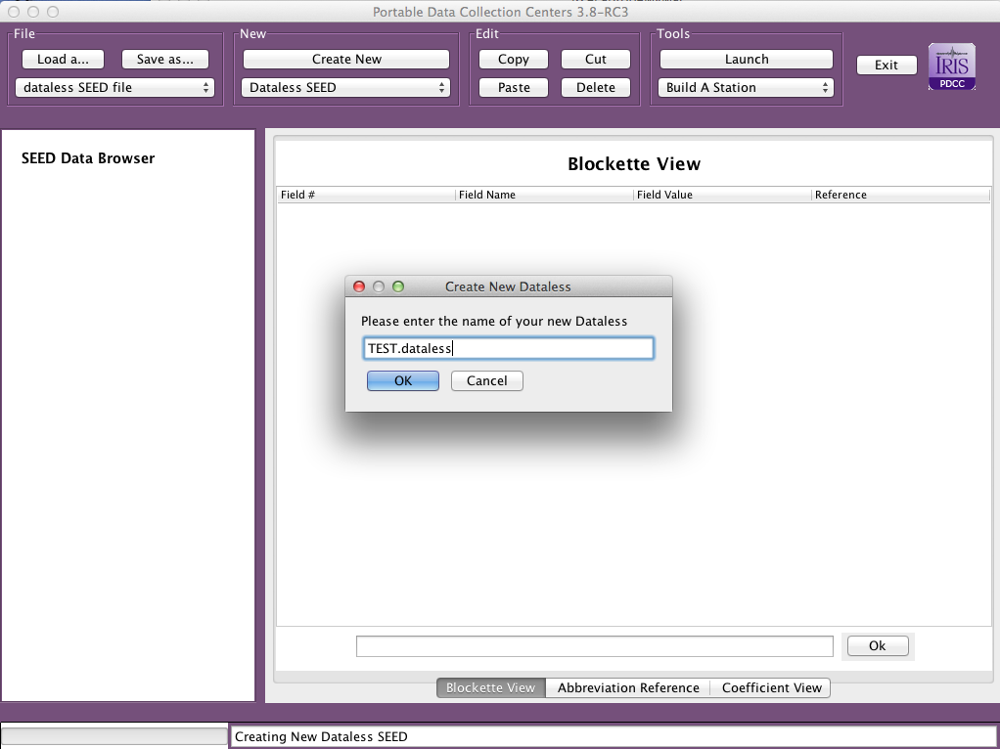 Portable Data Collection Centers 3.8-RC3
File
New
Edit
Tools
Load a...
Save as...
Create New
Copy
Cut
Launch
Exit
IRIS
PDCC
dataless SEED file
Dataless SEED
Paste
Delete
Build A Station
SEED Data Browser
Blockette View
Field #
Field Name
Field Value
Reference
Create New Dataless
Please enter the name of your new Dataless
TEST.dataless
OK
Cancel
Ok
Blockette View
Abbreviation Reference
Coefficient View
Creating New Dataless SEED